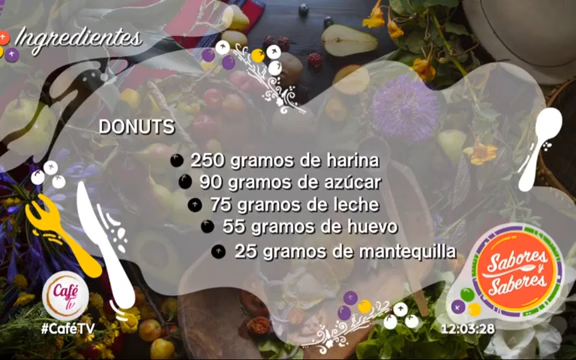 Ingredientes
DONUTS
250 gramos de harina
90 gramos de azúcar
75 gramos de leche
55 gramos de huevo
25 gramos de mantequilla
Sabores
y
Saberes
Café
tv
#CaféTV
12:03:28